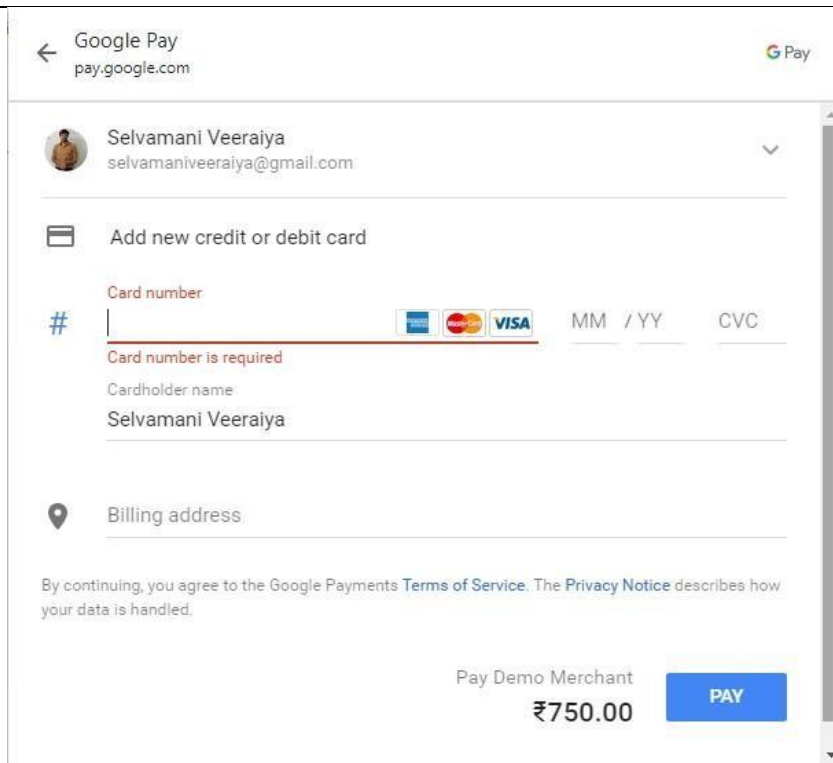 Google Pay
pay.google.com
G Pay
Selvamani Veeraiya
selvamaniveeraiya@gmail.com
Add new credit or debit card
Card number
# VISA MM / YY CVC
Card number is required
Cardholder name
Selvamani Veeraiya
Billing address
By continuing, you agree to the Google Payments Terms of Service. The Privacy Notice describes how
your data is handled.
Pay Demo Merchant
₹750.00
PAY